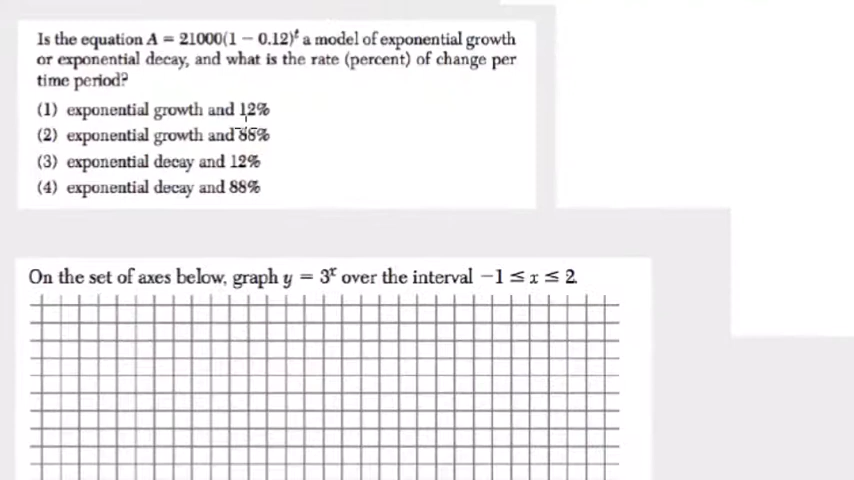 Is the equation A = 21000(1 − 0.12)^t a model of exponential growth
or exponential decay, and what is the rate (percent) of change per
time period?
(1) exponential growth and 12%
(2) exponential growth and 88%
(3) exponential decay and 12%
(4) exponential decay and 88%
On the set of axes below, graph y = 3^x over the interval −1 ≤ x ≤ 2.